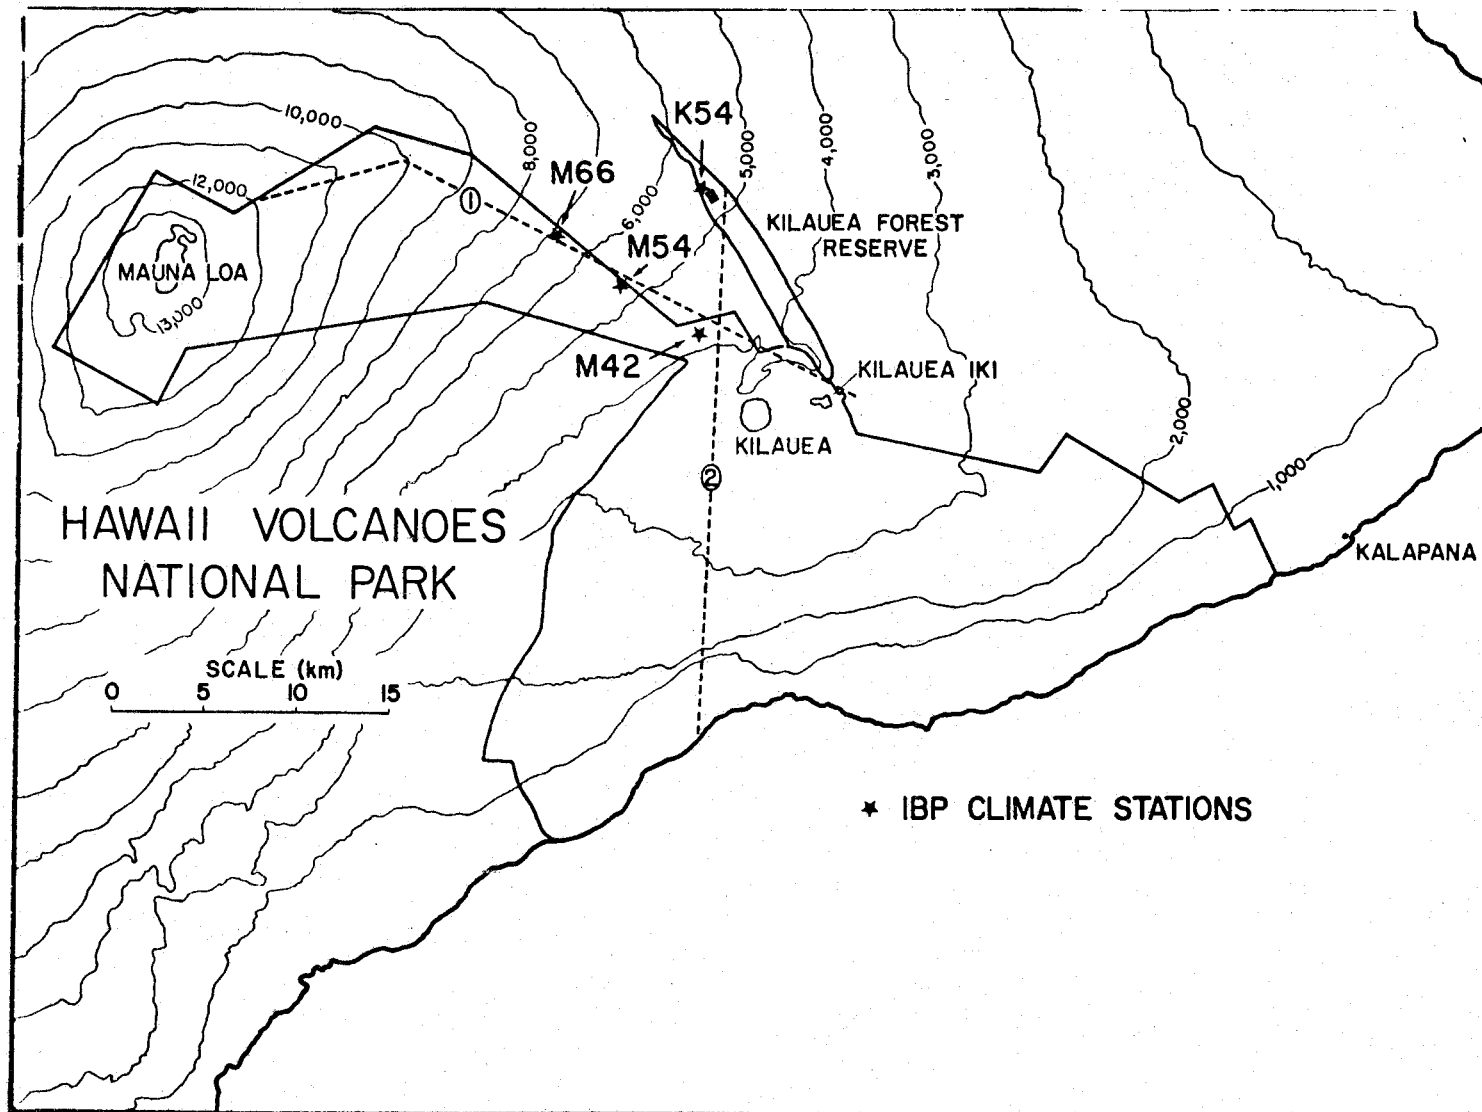 10,000
8,000
K54
5,000
4,000
3,000
M66
12,000
1
6,000
KILAUEA FOREST
RESERVE
M54
MAUNA LOA
13,000
M42
KILAUEA IKI
KILAUEA
2,000
2
1,000
HAWAII VOLCANOES
NATIONAL PARK
KALAPANA
SCALE (km)
0 5 10 15
★ IBP CLIMATE STATIONS